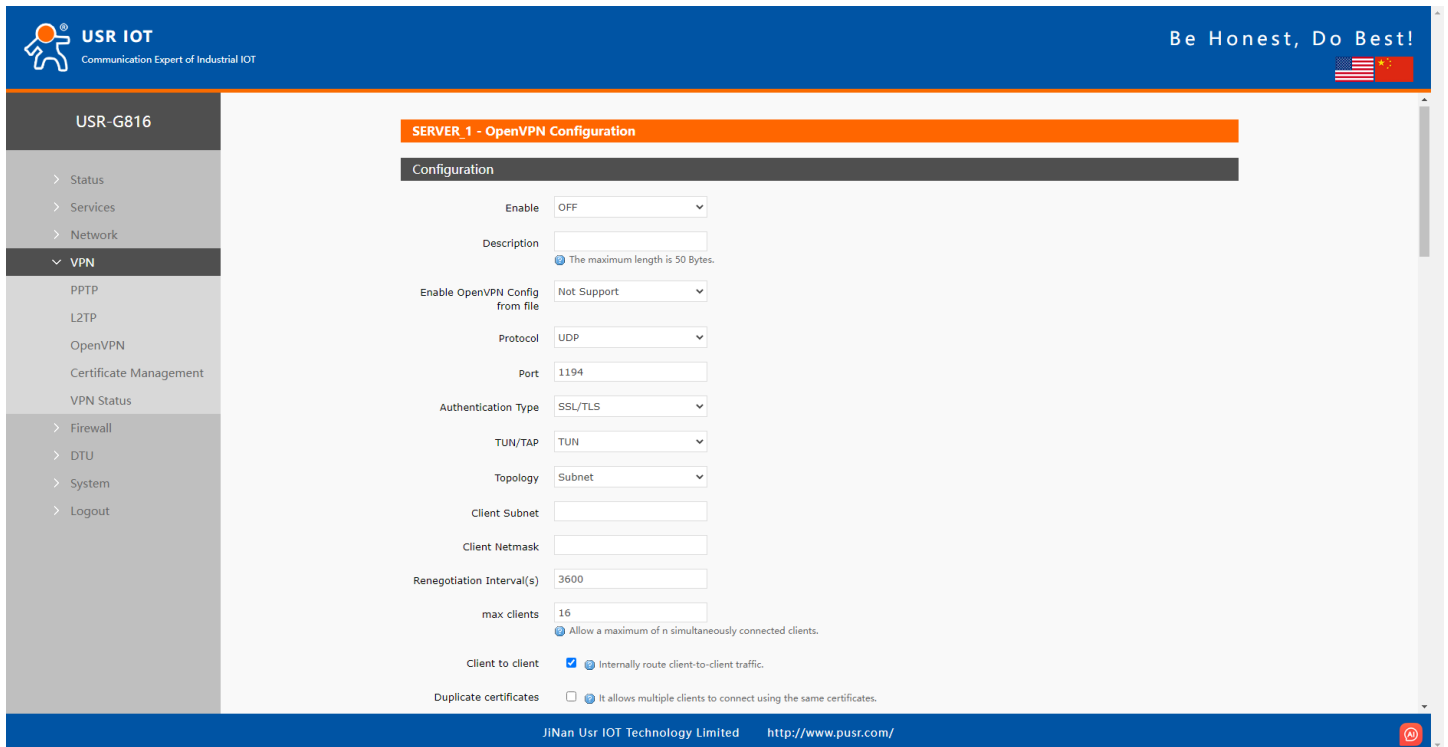 USR IOT
Communication Expert of Industrial IOT
Be Honest, Do Best!
USR-G816
Status
Services
Network
VPN
PPTP
L2TP
OpenVPN
Certificate Management
VPN Status
Firewall
DTU
System
Logout
SERVER_1 - OpenVPN Configuration
Configuration
Enable OFF
Description
The maximum length is 50 Bytes.
Enable OpenVPN Config Not Support
from file
Protocol UDP
Port 1194
Authentication Type SSL/TLS
TUN/TAP TUN
Topology Subnet
Client Subnet
Client Netmask
Renegotiation Interval(s) 3600
max clients 16
Allow a maximum of n simultaneously connected clients.
Client to client Internally route client-to-client traffic.
Duplicate certificates It allows multiple clients to connect using the same certificates.
JiNan Usr IOT Technology Limited http://www.pusr.com/
AI